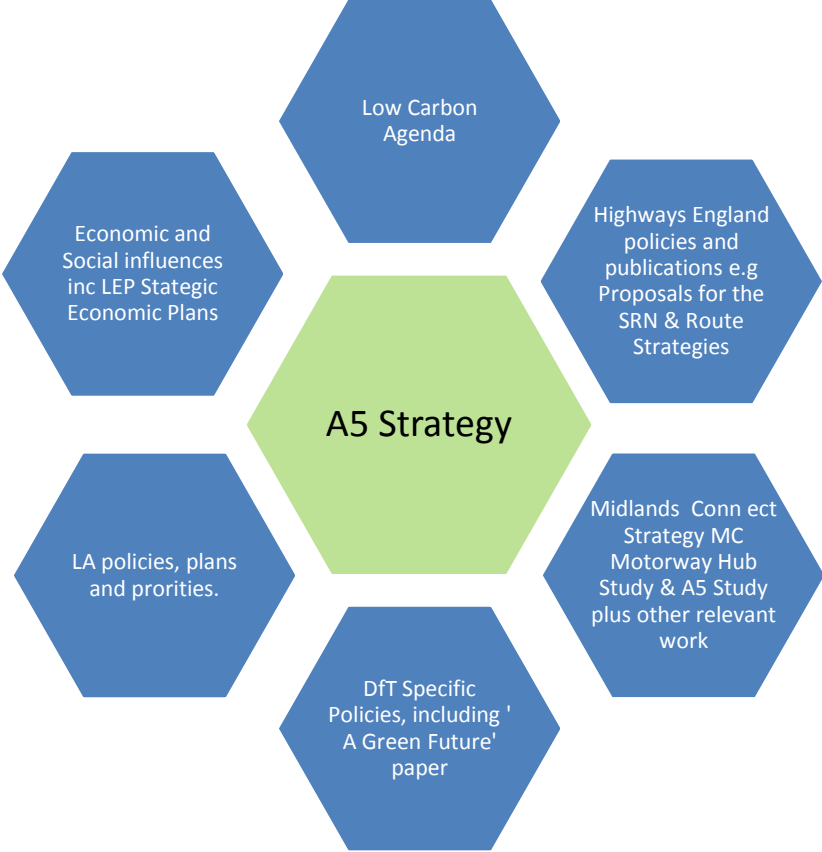 Low Carbon
Agenda
Highways England
policies and
publications e.g
Proposals for the
SRN & Route
Strategies
Economic and
Social influences
inc LEP Stategic
Economic Plans
A5 Strategy
Midlands Conn ect
Strategy MC
Motorway Hub
Study & A5 Study
plus other relevant
work
LA policies, plans
and prorities.
DfT Specific
Policies, including '
A Green Future'
paper